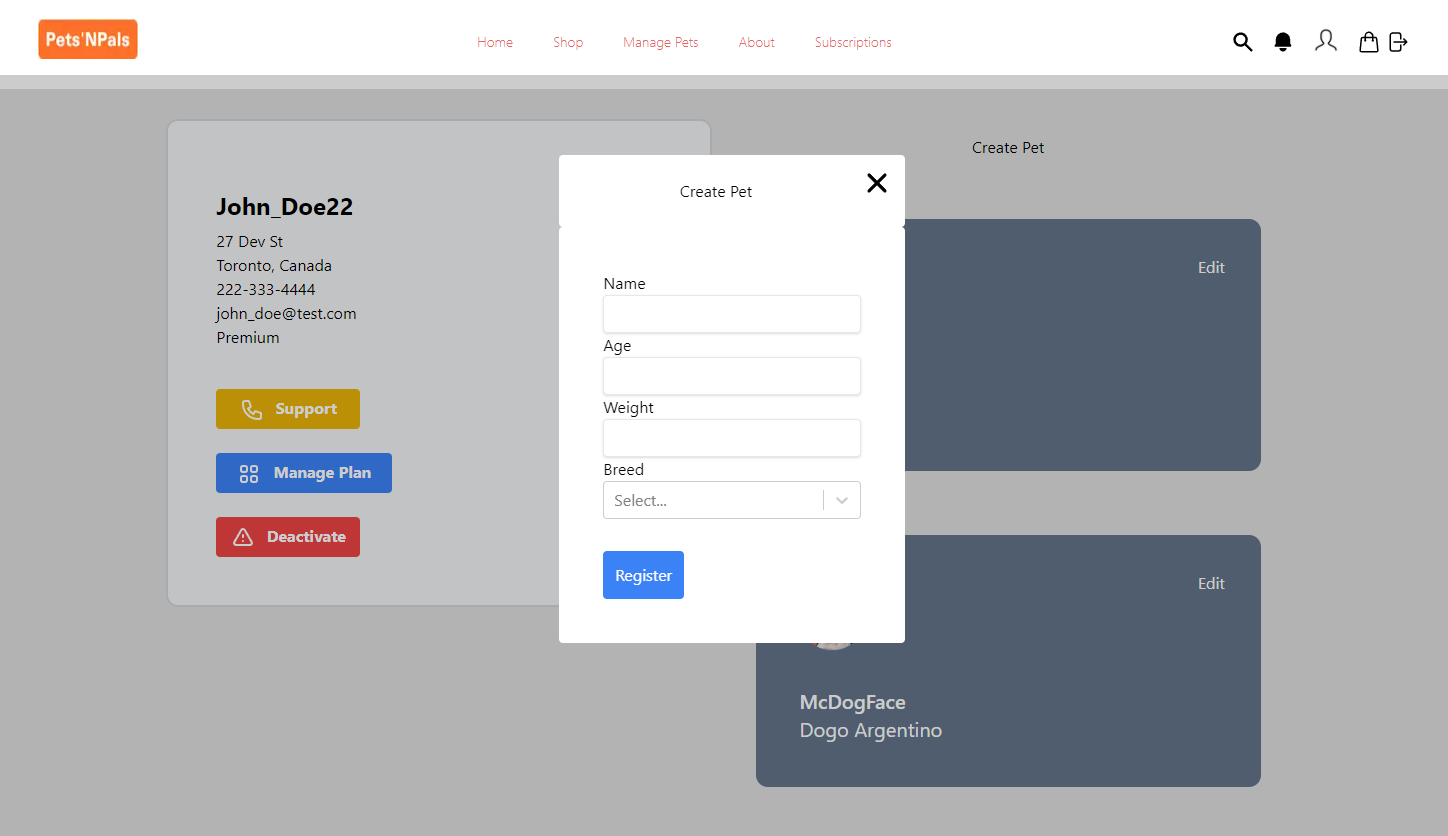 Pets'NPals
Home
Shop
Manage Pets
About
Subscriptions
John_Doe22
27 Dev St
Toronto, Canada
222-333-4444
john_doe@test.com
Premium
Support
Manage Plan
Deactivate
Create Pet
Name
Age
Weight
Breed
Select...
Register
Create Pet
Edit
Edit
McDogFace
Dogo Argentino